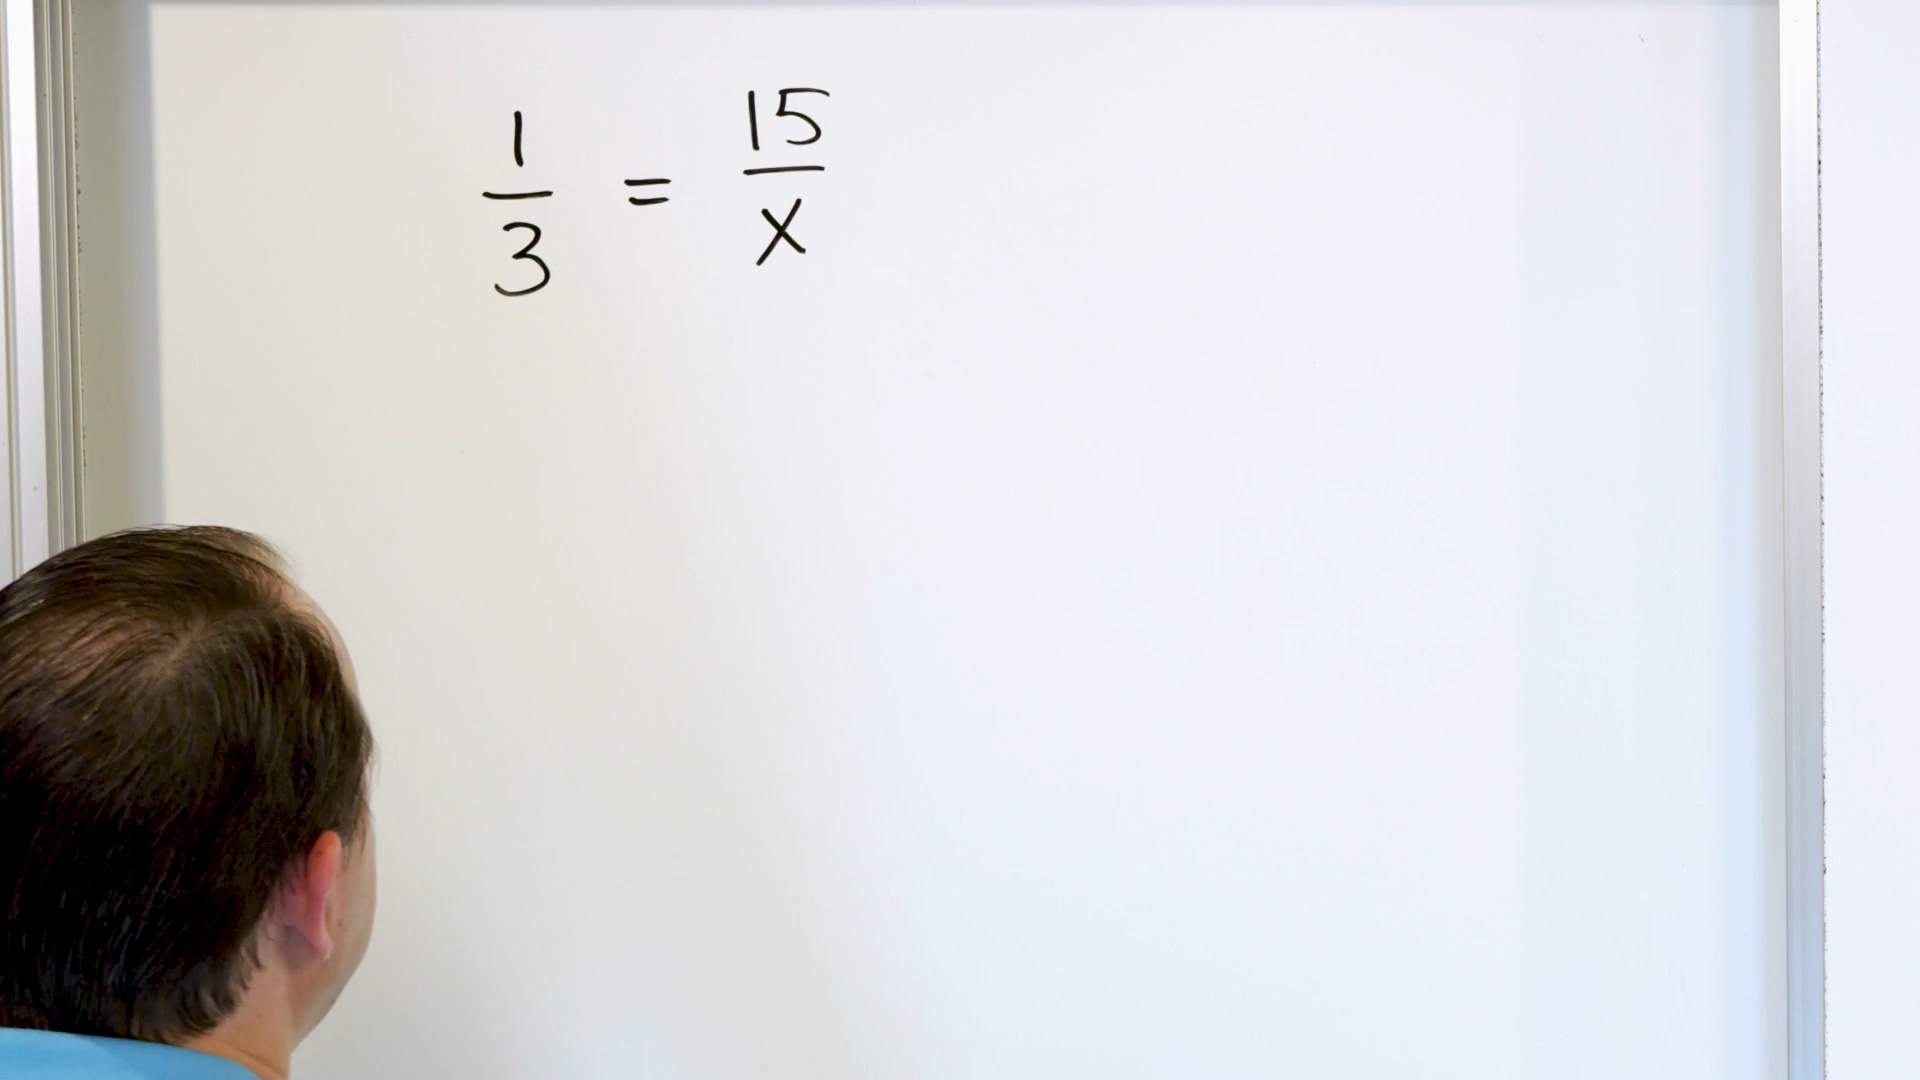 1/3 = 15/x